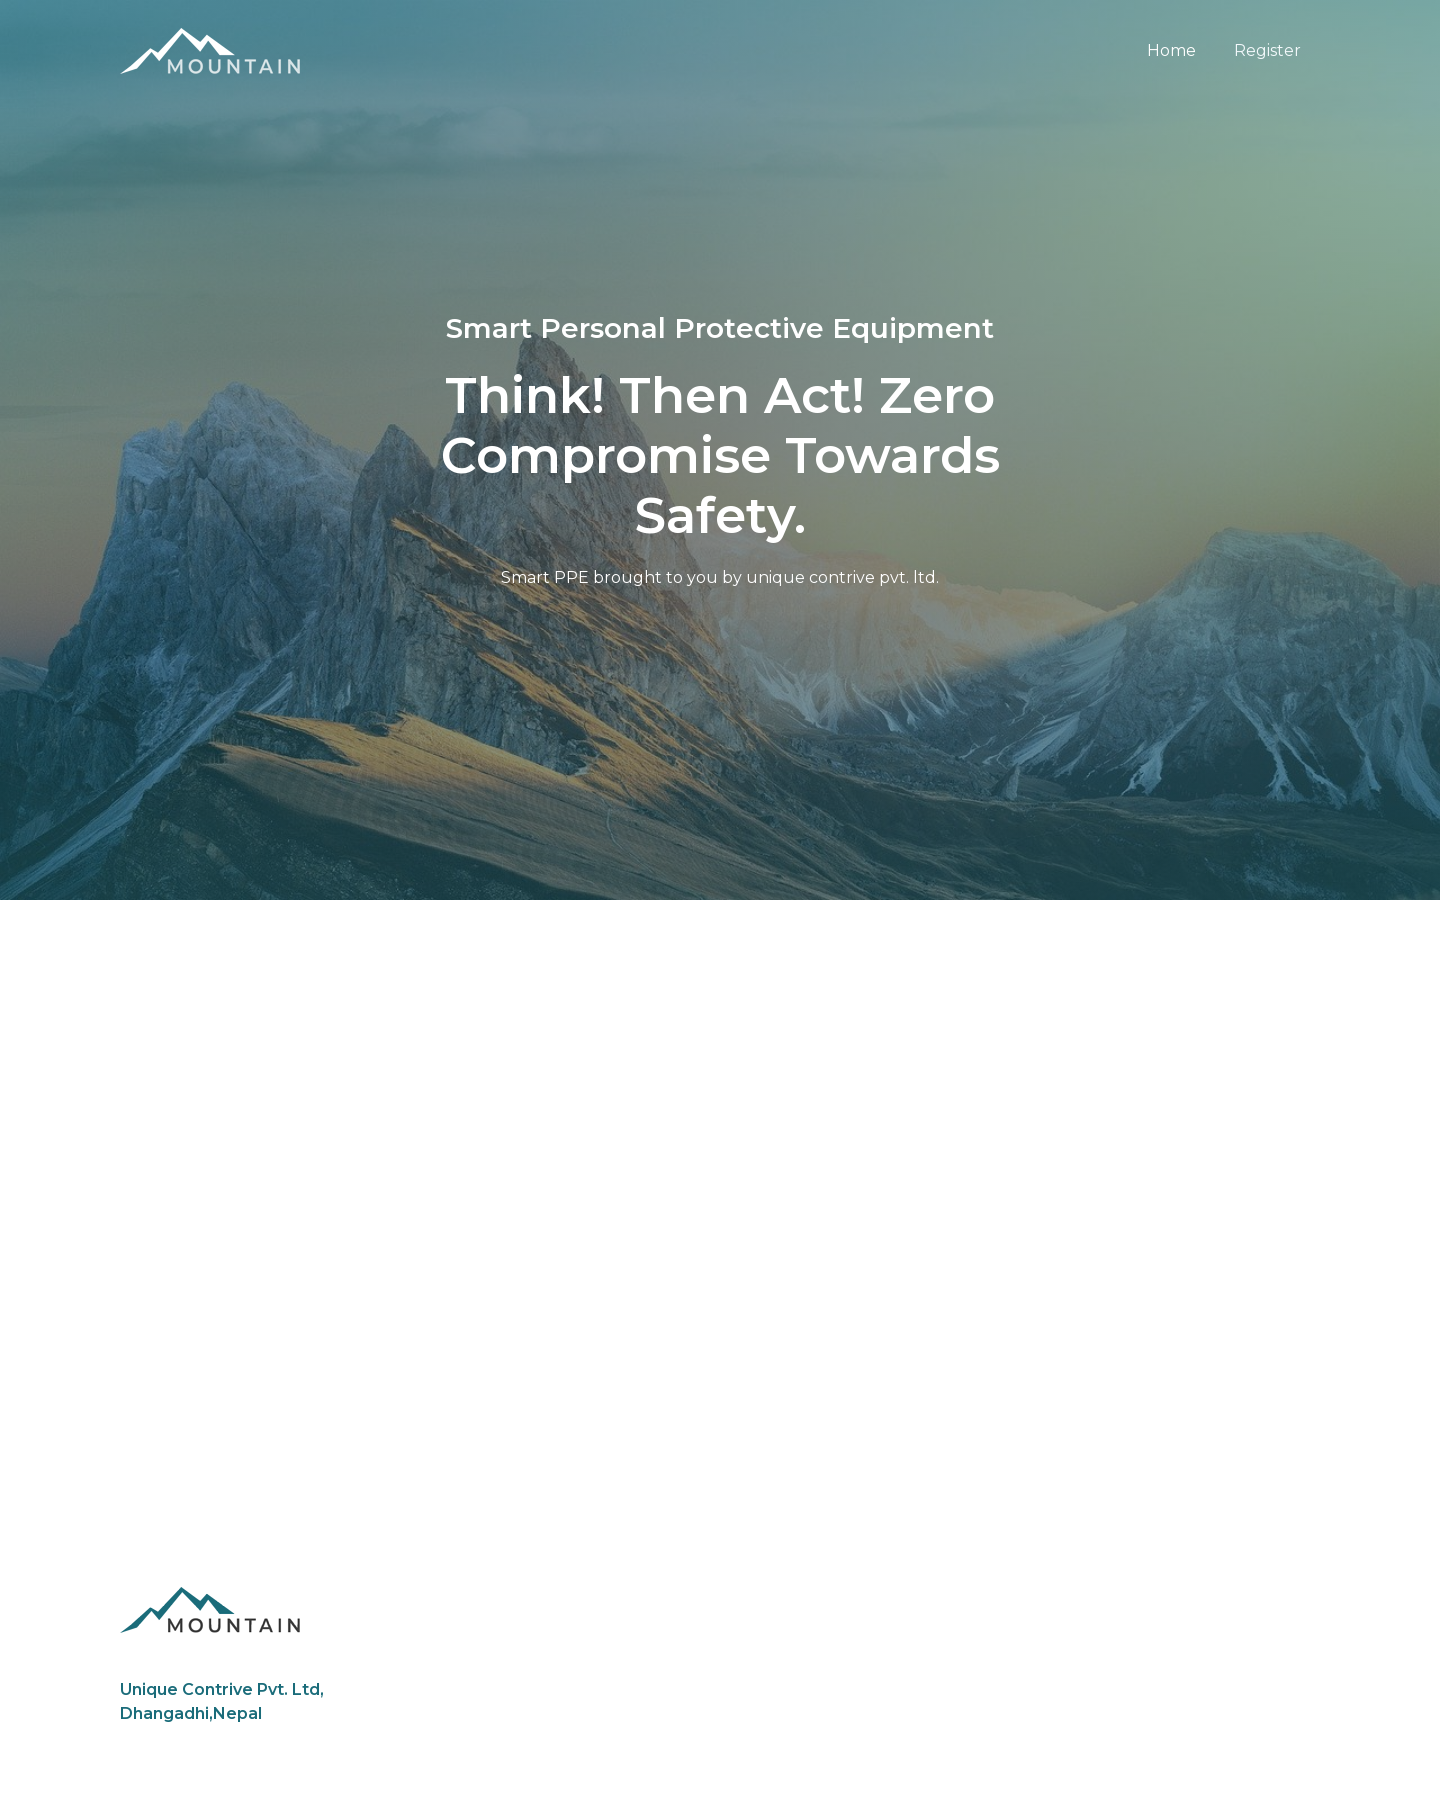 MOUNTAIN
Home
Register
Smart Personal Protective Equipment
Think! Then Act! Zero
Compromise Towards
Safety.
Smart PPE brought to you by unique contrive pvt. ltd.
MOUNTAIN
Unique Contrive Pvt. Ltd,
Dhangadhi,Nepal